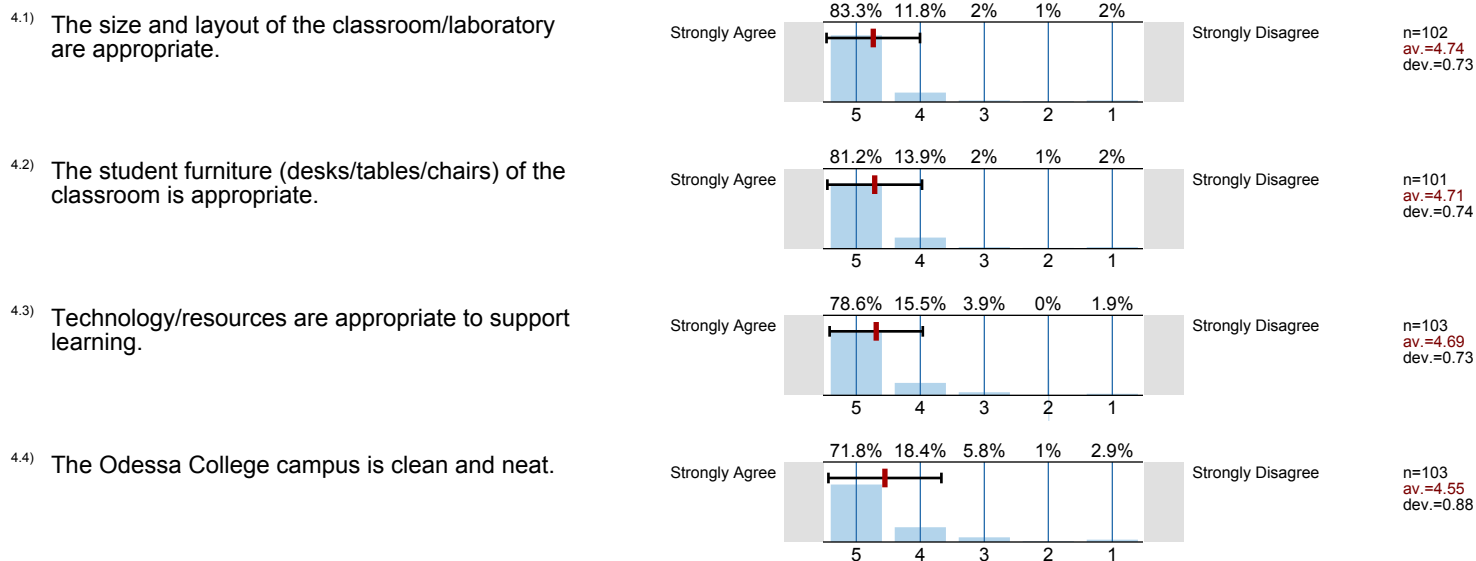 4.1) The size and layout of the classroom/laboratory
are appropriate.
83.3% 11.8% 2% 1% 2%
Strongly Agree Strongly Disagree
n=102
av.=4.74
dev.=0.73
5 4 3 2 1
4.2) The student furniture (desks/tables/chairs) of the
classroom is appropriate.
81.2% 13.9% 2% 1% 2%
Strongly Agree Strongly Disagree
n=101
av.=4.71
dev.=0.74
5 4 3 2 1
4.3) Technology/resources are appropriate to support
learning.
78.6% 15.5% 3.9% 0% 1.9%
Strongly Agree Strongly Disagree
n=103
av.=4.69
dev.=0.73
5 4 3 2 1
4.4) The Odessa College campus is clean and neat.
71.8% 18.4% 5.8% 1% 2.9%
Strongly Agree Strongly Disagree
n=103
av.=4.55
dev.=0.88
5 4 3 2 1